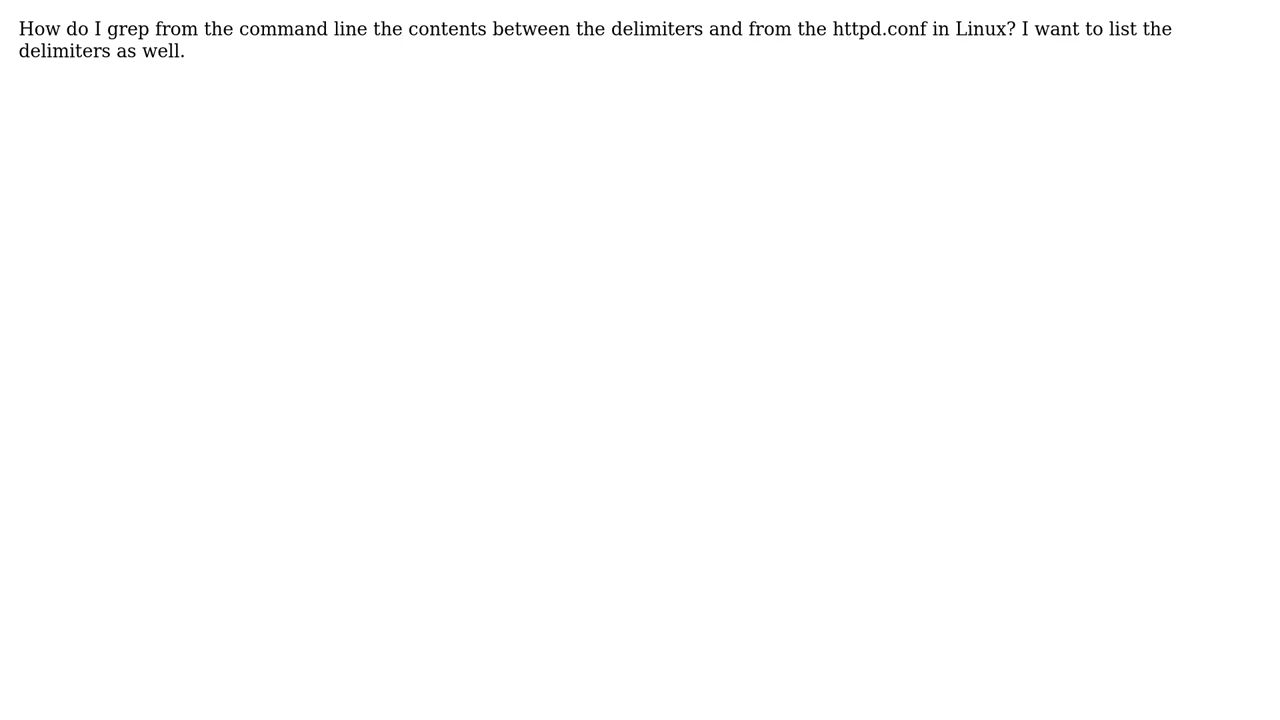 How do I grep from the command line the contents between the delimiters and from the httpd.conf in Linux? I want to list the
delimiters as well.